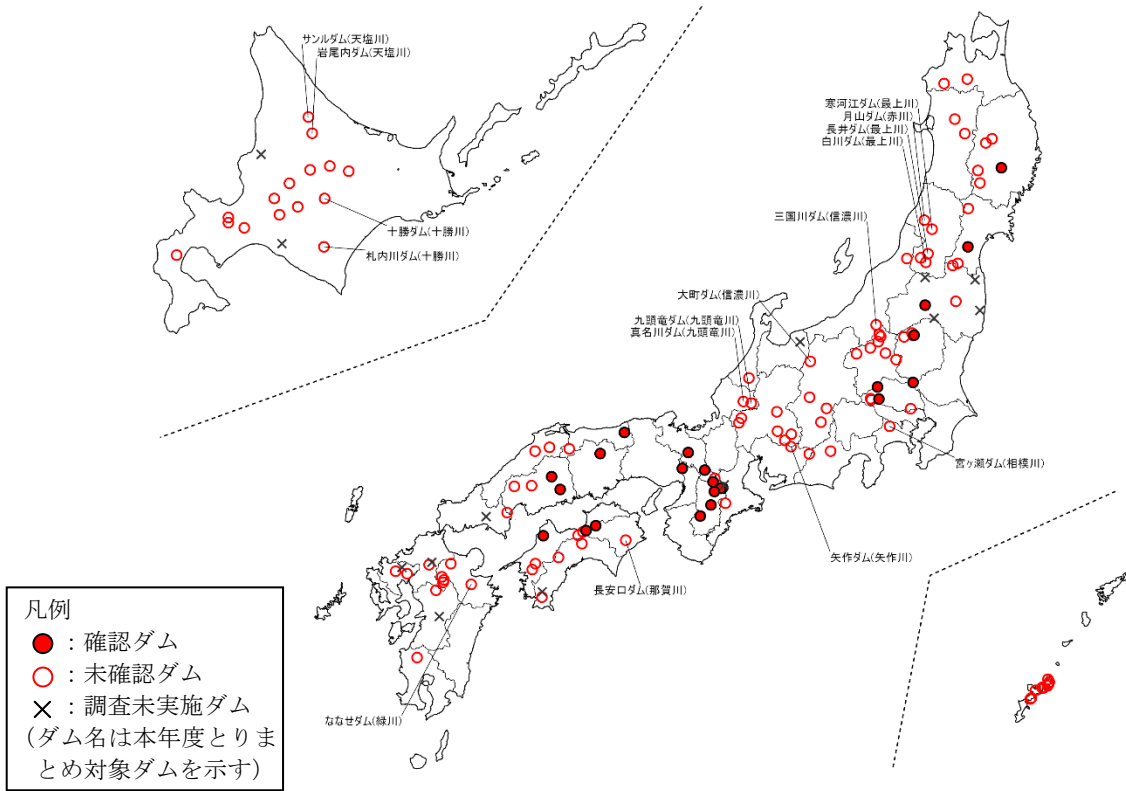 サンルダム(天塩川)
岩尾内ダム(天塩川)
寒河江ダム(最上川)
月山ダム(赤川)
長井ダム(最上川)
白川ダム(最上川)
三国川ダム(信濃川)
十勝ダム(十勝川)
札内川ダム(十勝川)
大町ダム(信濃川)
九頭竜ダム(九頭竜川)
真名川ダム(九頭竜川)
宮ヶ瀬ダム(相模川)
矢作ダム(矢作川)
長安口ダム(那賀川)
ななせダム(緑川)
凡例
：確認ダム
：未確認ダム
：調査未実施ダム
(ダム名は本年度とりま
とめ対象ダムを示す)